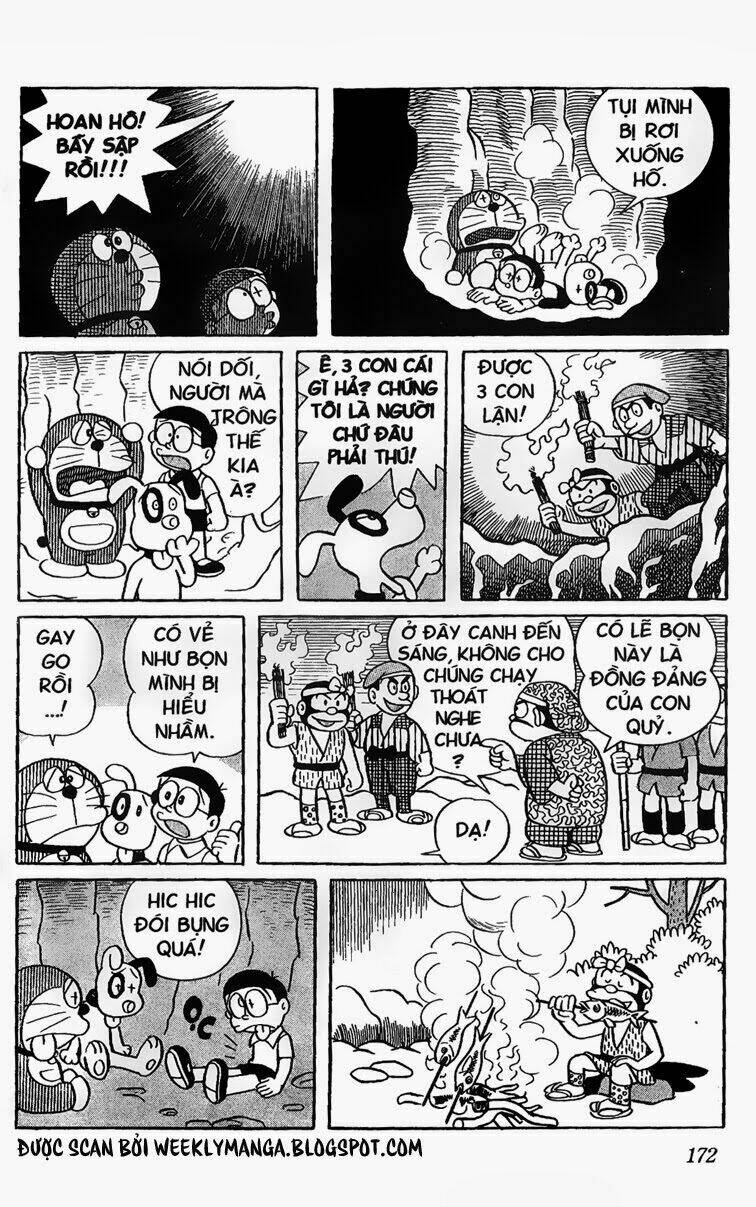 HOAN HÔ!
BẪY SẬP
RỒI!!!
TỤI MÌNH
BỊ RƠI
XUỐNG
HỐ.
NÓI DỐI,
NGƯỜI MÀ
TRÔNG
THẾ
KIA
À?
Ê, 3 CON CÁI
GÌ HẢ? CHÚNG
TÔI LÀ NGƯỜI
CHỨ ĐÂU
PHẢI THÚ!
ĐƯỢC
3 CON
LẬN!
GAY
GO
RỒI
...!
CÓ VẺ
NHƯ BỌN
MÌNH BỊ
HIỂU
NHẦM.
Ở ĐÂY CANH ĐẾN
SÁNG, KHÔNG CHO
CHÚNG CHẠY
THOÁT
NGHE
CHƯA
?
DẠ!
CÓ LẼ BỌN
NÀY LÀ
ĐỒNG ĐẢNG
CỦA CON
QUỶ.
HIC HIC
ĐÓI BỤNG
QUÁ!
ỌC
ĐƯỢC SCAN BỞI WEEKLYMANGA.BLOGSPOT.COM
172